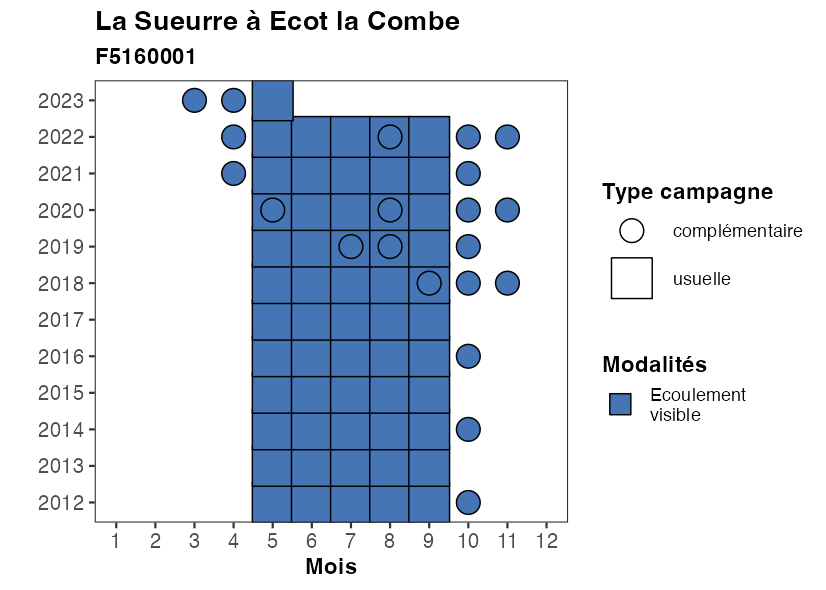 La Sueurre à Ecot la Combe
F5160001
2023
2022
2021
2020
2019
2018
2017
2016
2015
2014
2013
2012
1 2 3 4 5 6 7 8 9 10 11 12
Mois
Type campagne
complémentaire
usuelle
Modalités
Ecoulement
visible